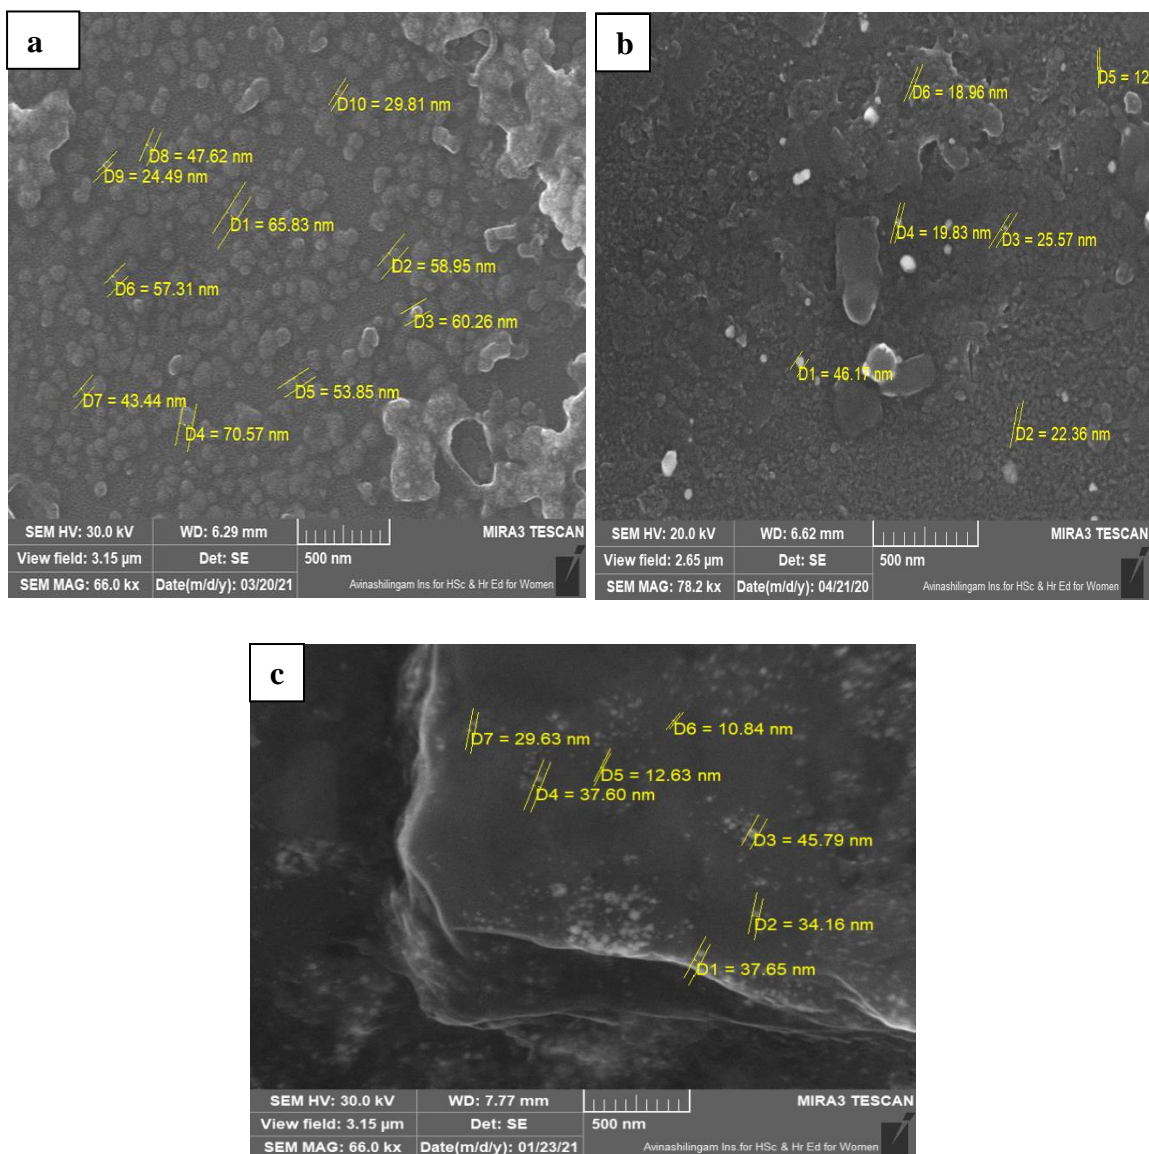 a
D10 = 29.81 nm
D8 = 47.62 nm
D9 = 24.49 nm
D1 = 65.83 nm
D2 = 58.95 nm
D6 = 57.31 nm
D3 = 60.26 nm
D5 = 53.85 nm
D7 = 43.44 nm
D4 = 70.57 nm
SEM HV: 30.0 kV WD: 6.29 mm MIRA3 TESCAN
View field: 3.15 µm Det: SE 500 nm
SEM MAG: 66.0 kx Date(m/d/y): 03/20/21 Avinashilingam Ins.for HSc & Hr Ed for Women
b
D5 = 12
D6 = 18.96 nm
D4 = 19.83 nm
D3 = 25.57 nm
D1 = 46.17 nm
D2 = 22.36 nm
SEM HV: 20.0 kV WD: 6.62 mm MIRA3 TESCAN
View field: 2.65 µm Det: SE 500 nm
SEM MAG: 78.2 kx Date(m/d/y): 04/21/20 Avinashilingam Ins.for HSc & Hr Ed for Women
c
D6 = 10.84 nm
D7 = 29.63 nm
D5 = 12.63 nm
D4 = 37.60 nm
D3 = 45.79 nm
D2 = 34.16 nm
D1 = 37.65 nm
SEM HV: 30.0 kV WD: 7.77 mm MIRA3 TESCAN
View field: 3.15 µm Det: SE 500 nm
SEM MAG: 66.0 kx Date(m/d/y): 01/23/21 Avinashilingam Ins.for HSc & Hr Ed for Women